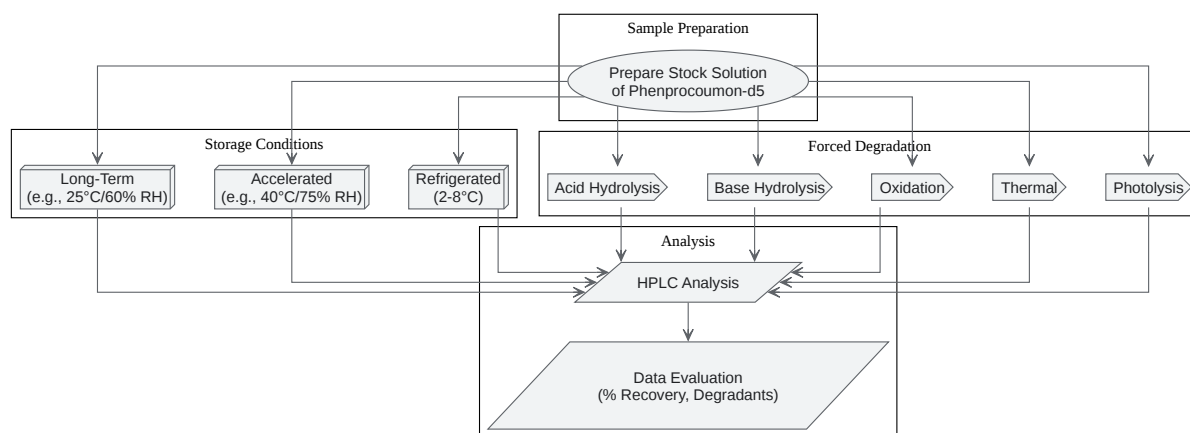 Sample Preparation
Prepare Stock Solution
of Phenprocoumon-d5
Storage Conditions
Long-Term
(e.g., 25°C/60% RH)
Accelerated
(e.g., 40°C/75% RH)
Refrigerated
(2-8°C)
Forced Degradation
Acid Hydrolysis
Base Hydrolysis
Oxidation
Thermal
Photolysis
Analysis
HPLC Analysis
Data Evaluation
(% Recovery, Degradants)